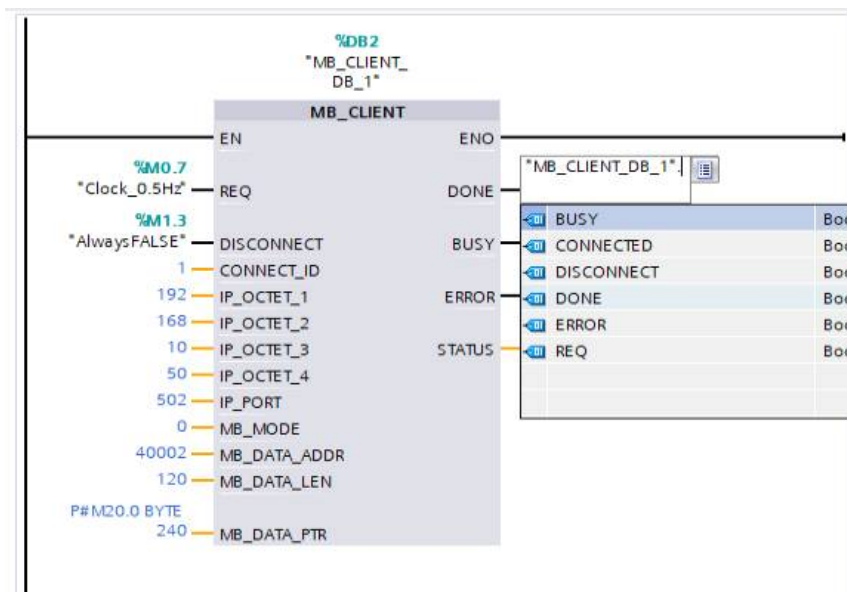 %DB2
"MB_CLIENT_
DB_1"
MB_CLIENT
EN ENO
%M0.7
"Clock_0.5Hz" REQ DONE "MB_CLIENT_DB_1".
%M1.3
"AlwaysFALSE" DISCONNECT BUSY
1 CONNECT_ID
192 IP_OCTET_1 ERROR
168 IP_OCTET_2
10 IP_OCTET_3 STATUS
50 IP_OCTET_4
502 IP_PORT
0 MB_MODE
40002 MB_DATA_ADDR
120 MB_DATA_LEN
P#M20.0 BYTE
240 MB_DATA_PTR
BUSY Boo
CONNECTED Boo
DISCONNECT Boo
DONE Boo
ERROR Boo
REQ Boo